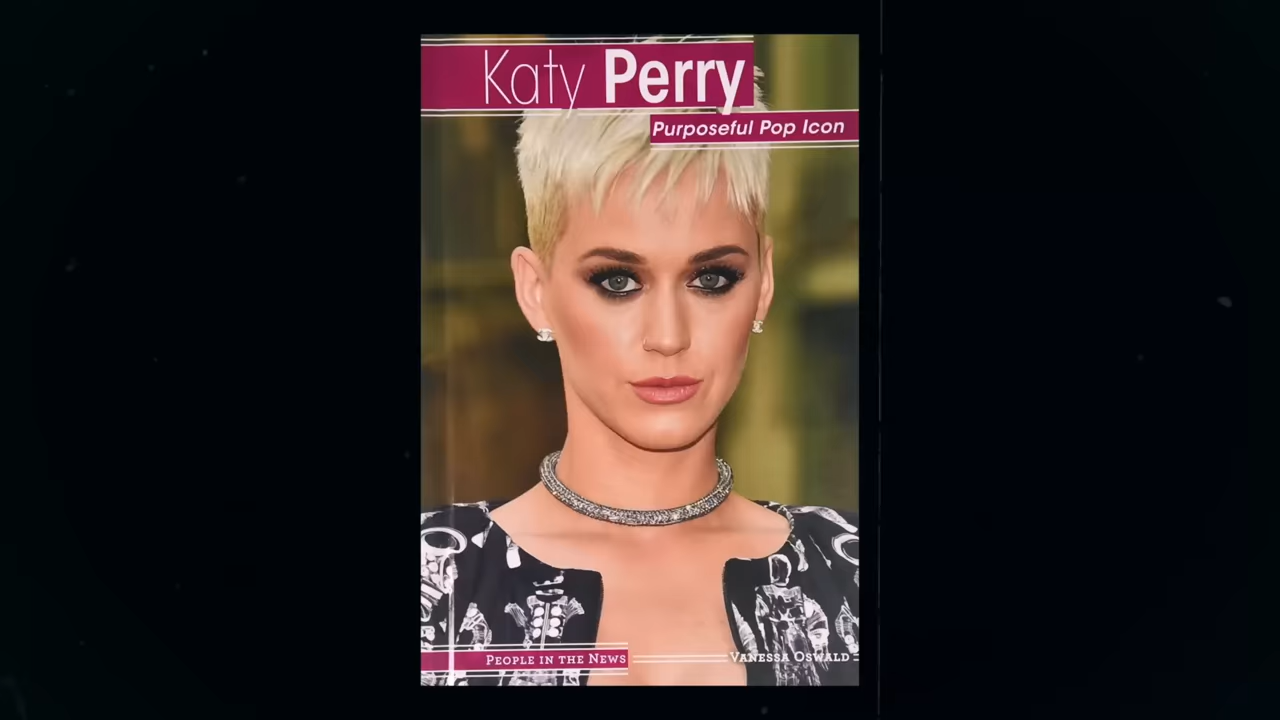 Katy Perry
Purposeful Pop Icon
People in the News
Vanessa Oswald